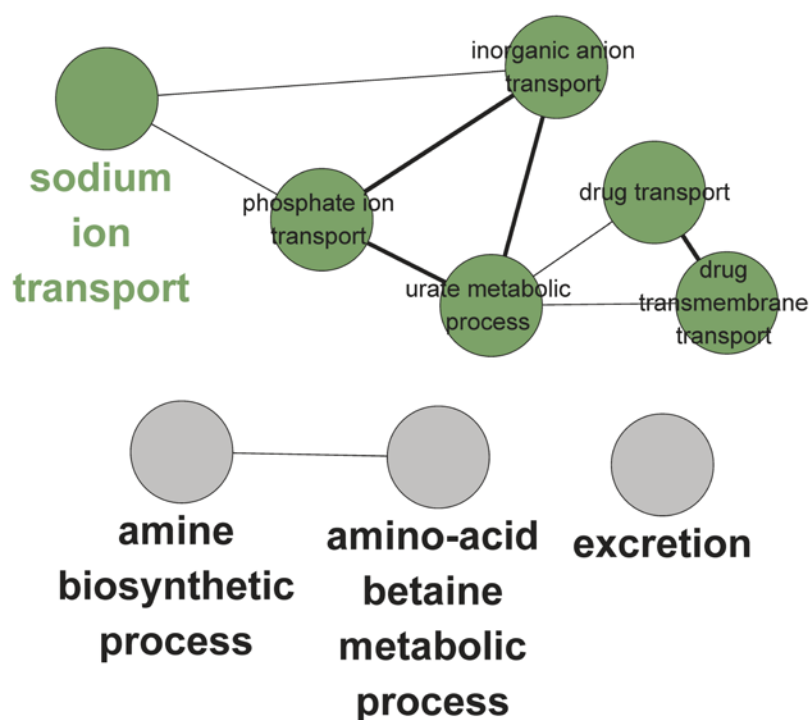 inorganic anion
transport
sodium
ion
transport
phosphate ion
transport
drug transport
urate metabolic
process
drug
transmembrane
transport
amine
biosynthetic
process
amino-acid
betaine
metabolic
process
excretion